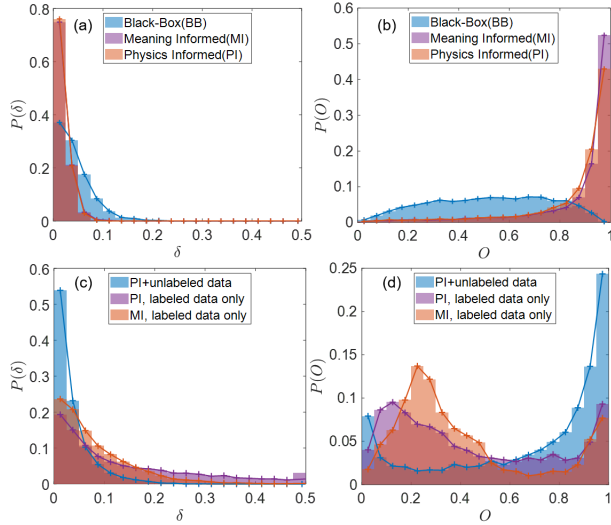 (a)
Black-Box(BB)
Meaning Informed(MI)
Physics Informed(PI)
P(δ)
0.8
0.6
0.4
0.2
0
0 0.1 0.2 0.3 0.4 0.5
δ
(b)
Black-Box(BB)
Meaning Informed(MI)
Physics Informed(PI)
P(O)
0.6
0.5
0.4
0.3
0.2
0.1
0
0 0.2 0.4 0.6 0.8 1
O
(c)
PI+unlabeled data
PI, labeled data only
MI, labeled data only
P(δ)
0.6
0.5
0.4
0.3
0.2
0.1
0
0 0.1 0.2 0.3 0.4 0.5
δ
(d)
PI+unlabeled data
PI, labeled data only
MI, labeled data only
P(O)
0.25
0.2
0.15
0.1
0.05
0
0 0.2 0.4 0.6 0.8 1
O